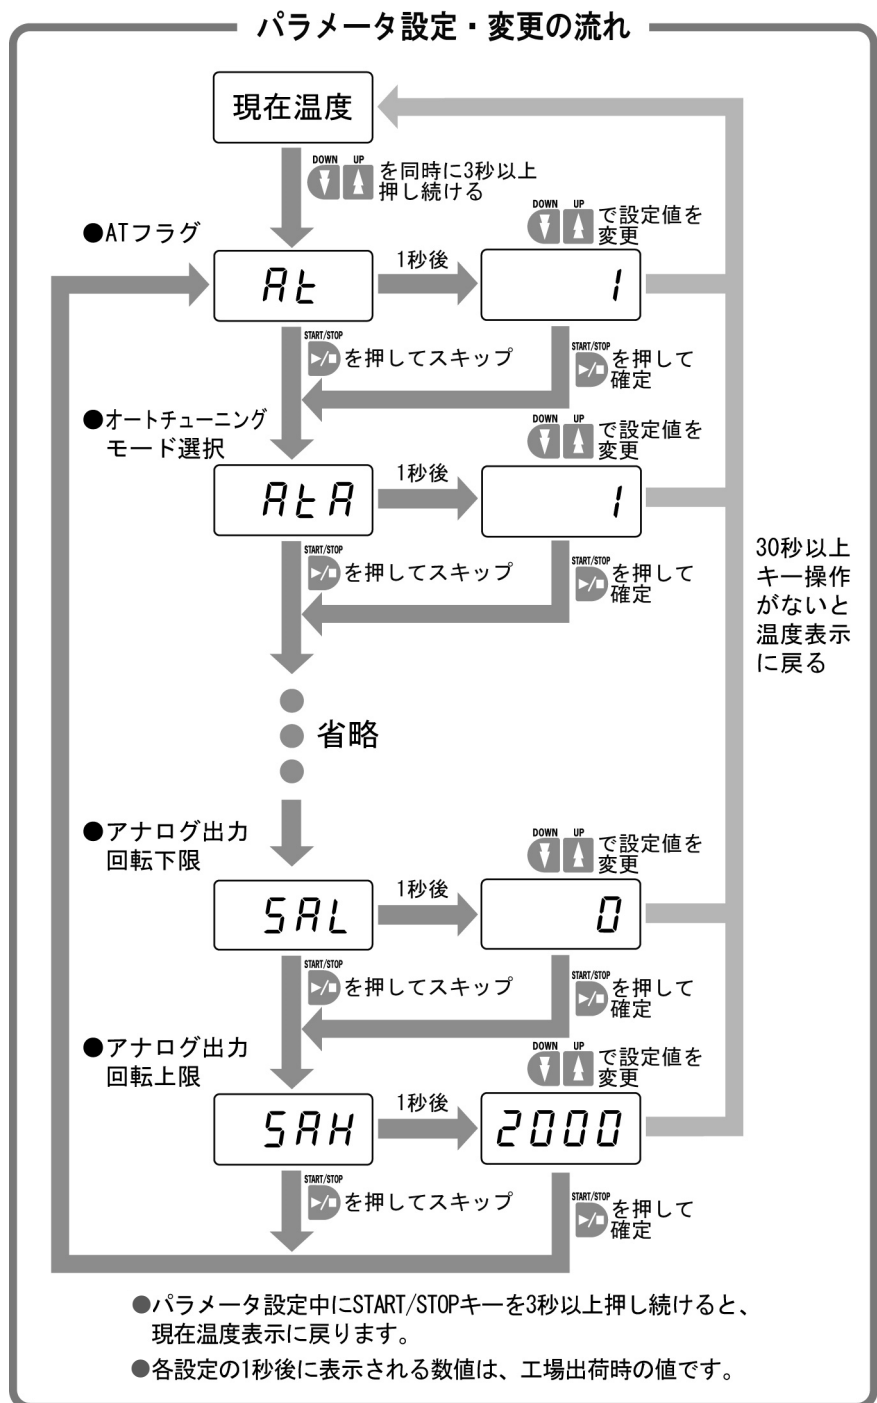 パラメータ設定・変更の流れ
現在温度
DOWN UP
を同時に3秒以上
押し続ける
●ATフラグ
DOWN UP
で設定値を
変更
At
1秒後
1
START/STOP
を押してスキップ
START/STOP
を押して
確定
●オートチューニング
モード選択
DOWN UP
で設定値を
変更
AtA
1秒後
1
START/STOP
を押してスキップ
START/STOP
を押して
確定
30秒以上
キー操作
がないと
温度表示
に戻る
省略
●アナログ出力
回転下限
DOWN UP
で設定値を
変更
SAL
1秒後
0
START/STOP
を押してスキップ
START/STOP
を押して
確定
●アナログ出力
回転上限
DOWN UP
で設定値を
変更
SAH
1秒後
2000
START/STOP
を押してスキップ
START/STOP
を押して
確定
●パラメータ設定中にSTART/STOPキーを3秒以上押し続けると、
現在温度表示に戻ります。
●各設定の1秒後に表示される数値は、工場出荷時の値です。